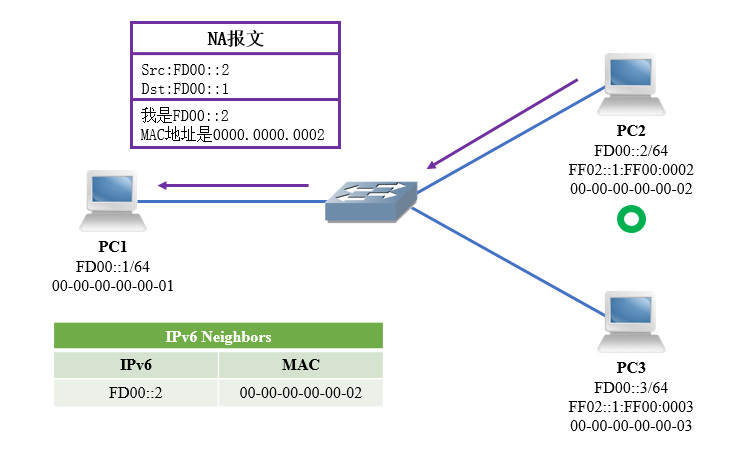 NA报文
Src:FD00::2
Dst:FD00::1
我是FD00::2
MAC地址是0000.0000.0002
PC2
FD00::2/64
FF02::1:FF00:0002
00-00-00-00-00-02
PC1
FD00::1/64
00-00-00-00-00-01
IPv6 Neighbors
IPv6 MAC
FD00::2 00-00-00-00-00-02
PC3
FD00::3/64
FF02::1:FF00:0003
00-00-00-00-00-03